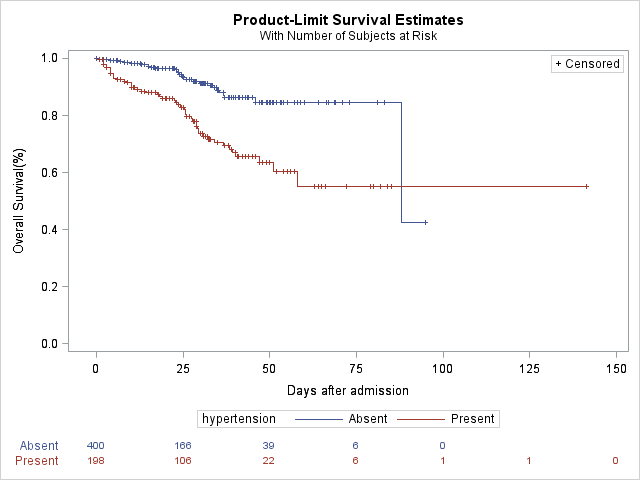 Product-Limit Survival Estimates
With Number of Subjects at Risk
+ Censored
1.0
0.8
0.6
0.4
0.2
0.0
Overall Survival(%)
0 25 50 75 100 125 150
Days after admission
hypertension Absent Present
Absent 400 166 39 6 0
Present 198 106 22 6 1 1 0